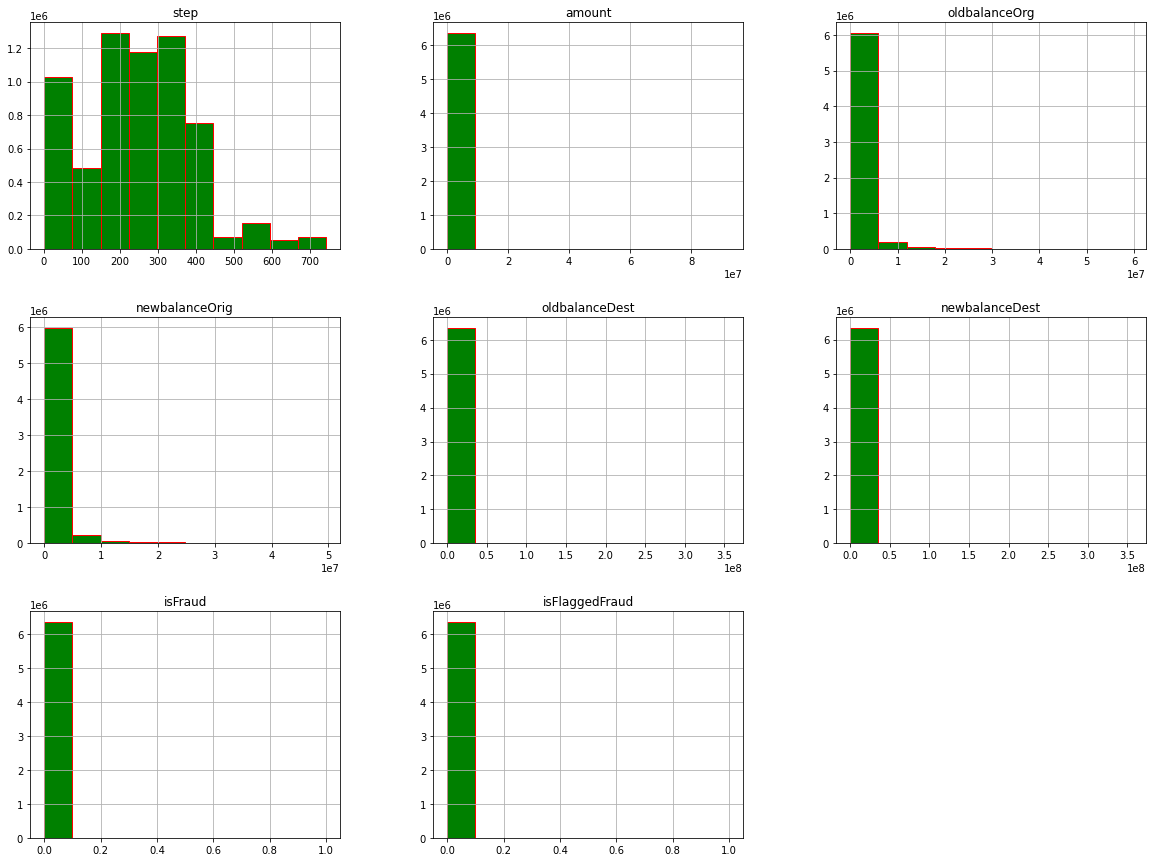 step
1e6
1.2
1.0
0.8
0.6
0.4
0.2
0.0
0 100 200 300 400 500 600 700
amount
1e6
6
5
4
3
2
1
0
0 2 4 6 8
1e7
oldbalanceOrg
1e6
6
5
4
3
2
1
0
0 1 2 3 4 5 6
1e7
newbalanceOrig
1e6
6
5
4
3
2
1
0
0 1 2 3 4 5
1e7
oldbalanceDest
1e6
6
5
4
3
2
1
0
0.0 0.5 1.0 1.5 2.0 2.5 3.0 3.5
1e8
newbalanceDest
1e6
6
5
4
3
2
1
0
0.0 0.5 1.0 1.5 2.0 2.5 3.0 3.5
1e8
isFraud
1e6
6
5
4
3
2
1
0
0.0 0.2 0.4 0.6 0.8 1.0
isFlaggedFraud
1e6
6
5
4
3
2
1
0
0.0 0.2 0.4 0.6 0.8 1.0